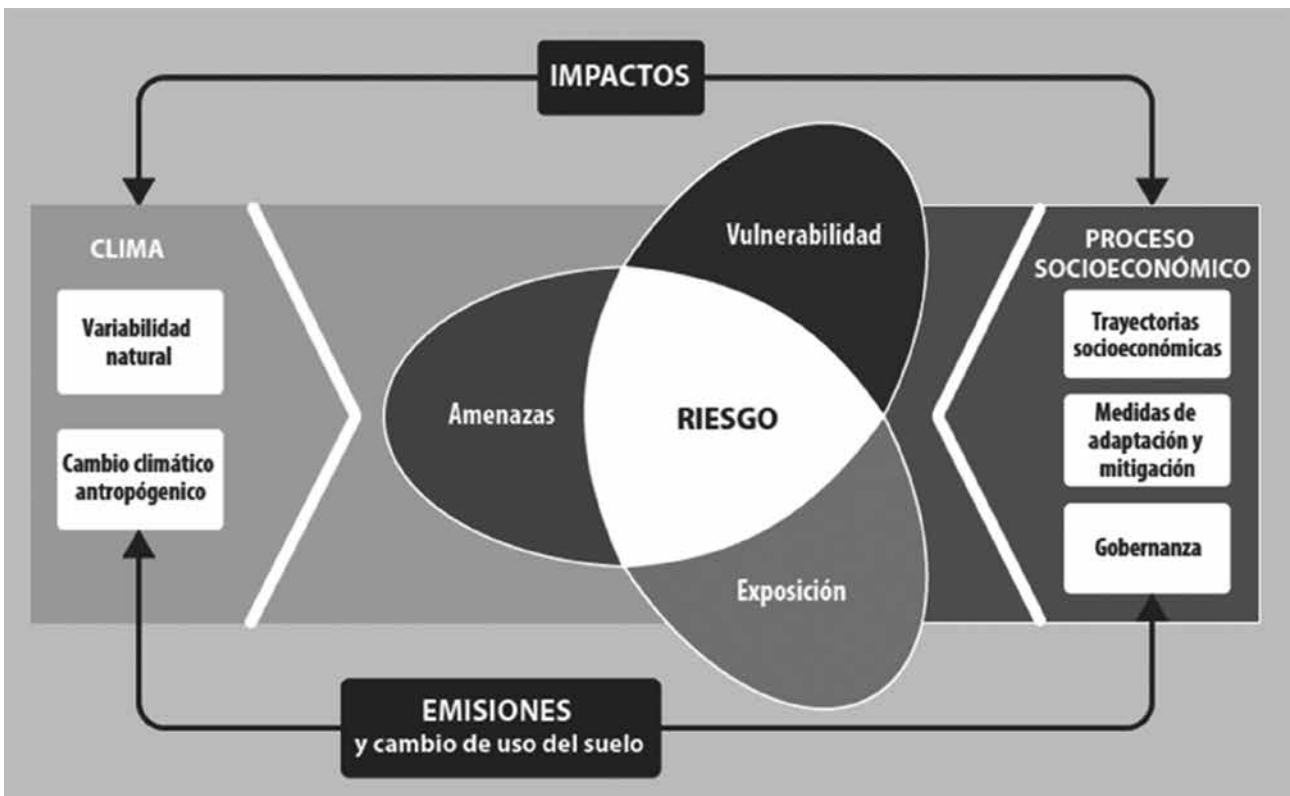 IMPACTOS
CLIMA
Variabilidad
natural
Cambio climático
antropógenico
Amenazas
Vulnerabilidad
RIESGO
Exposición
PROCESO
SOCIOECONÓMICO
Trayectorias
socioeconómicas
Medidas de
adaptación y
mitigación
Gobernanza
EMISIONES
y cambio de uso del suelo